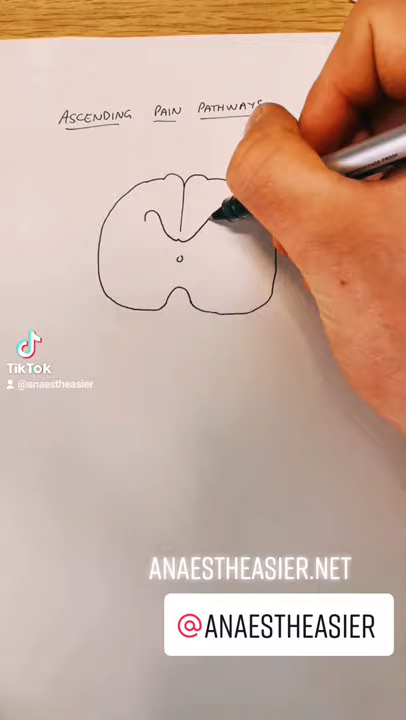 ASCENDING PAIN PATHWAYS
TikTok
@anaestheasier
ANAESTHEASIER.NET
@ANAESTHEASIER